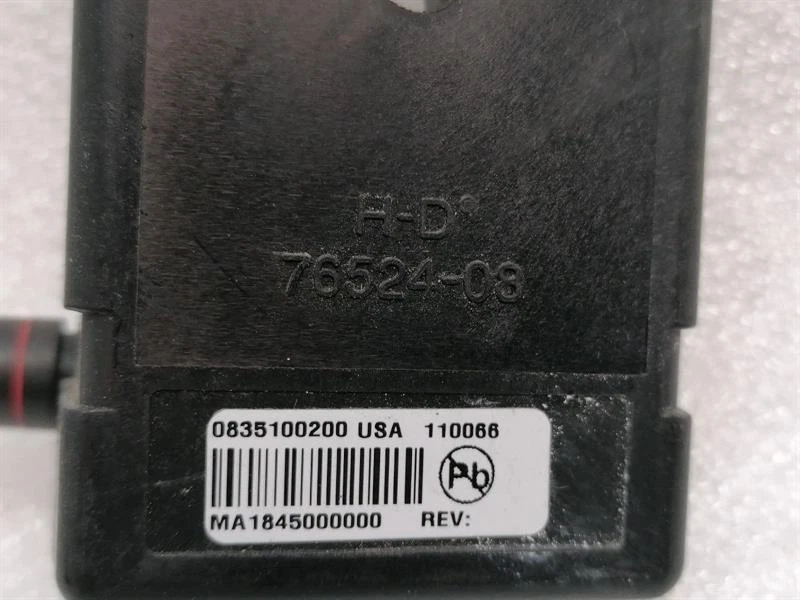 H-D®
76524-08
0835100200 USA 110066
Pb
MA1845000000 REV: